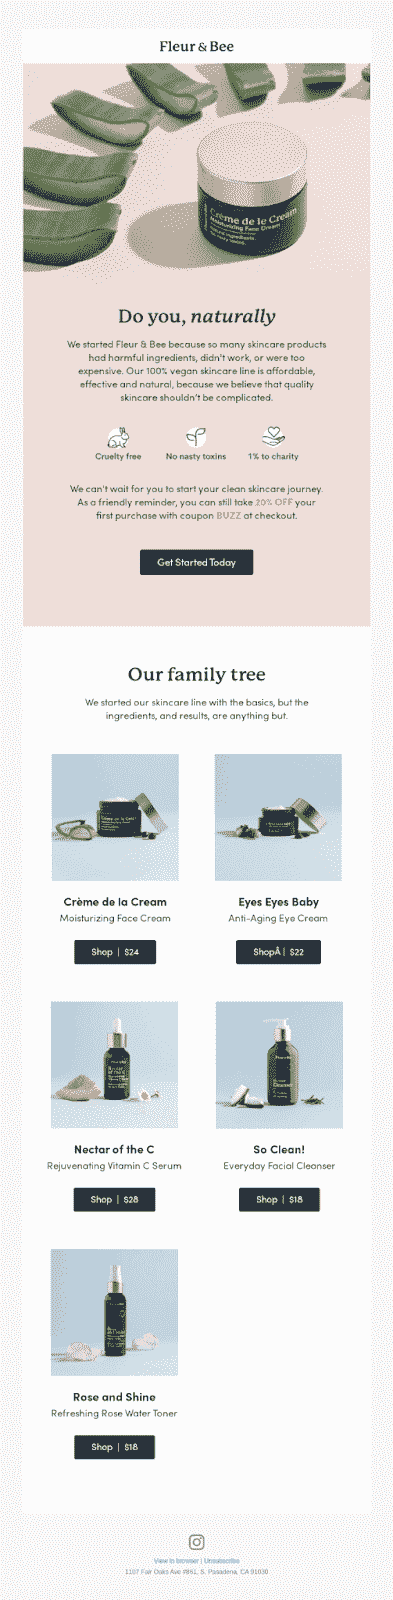 Fleur & Bee
Crème de le Cream
Moisturizing Face Cream
Do you, naturally
We started Fleur & Bee because so many skincare products
had harmful ingredients, didn't work, or were too
expensive. Our 100% vegan skincare line is affordable,
effective and natural, because we believe that quality
skincare shouldn't be complicated.
Cruelty free
No nasty toxins
1% to charity
We can't wait for you to start your clean skincare journey.
As a friendly reminder, you can still take 20% OFF your
first purchase with coupon BUZZ at checkout.
Get Started Today
Our family tree
We started our skincare line with the basics, but the
ingredients, and results, are anything but.
Crème de la Cream
Moisturizing Face Cream
Shop | $24
Eyes Eyes Baby
Anti-Aging Eye Cream
ShopÂ | $22
Nectar of the C
Rejuvenating Vitamin C Serum
Shop | $28
So Clean!
Everyday Facial Cleanser
Shop | $18
Rose and Shine
Refreshing Rose Water Toner
Shop | $18
View in browser | Unsubscribe
1107 Fair Oaks Ave #861, S. Pasadena, CA 91030